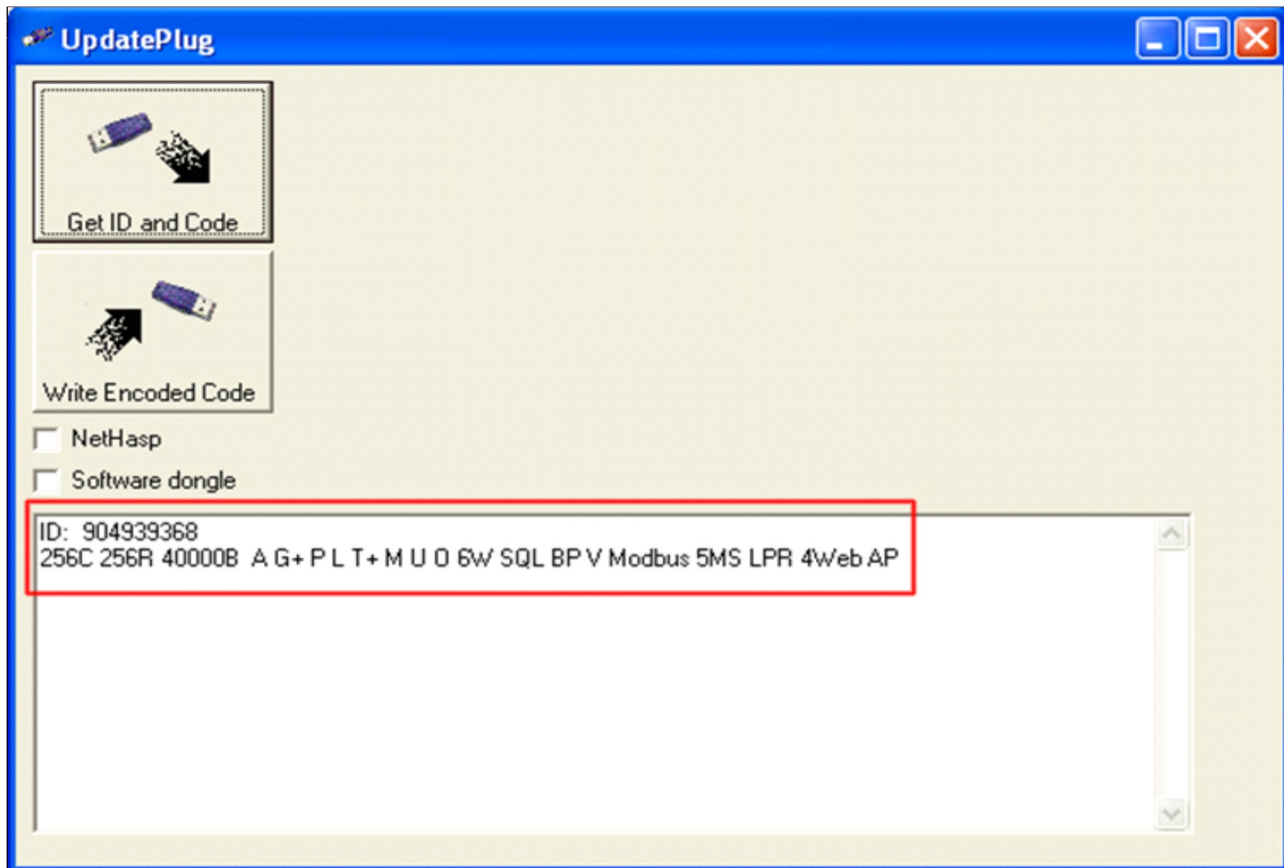 UpdatePlug
Get ID and Code
Write Encoded Code
NetHasp
Software dongle
ID: 904939368
256C 256R 40000B A G+ P L T+ M U O 6W SQL BP V Modbus 5MS LPR 4Web AP